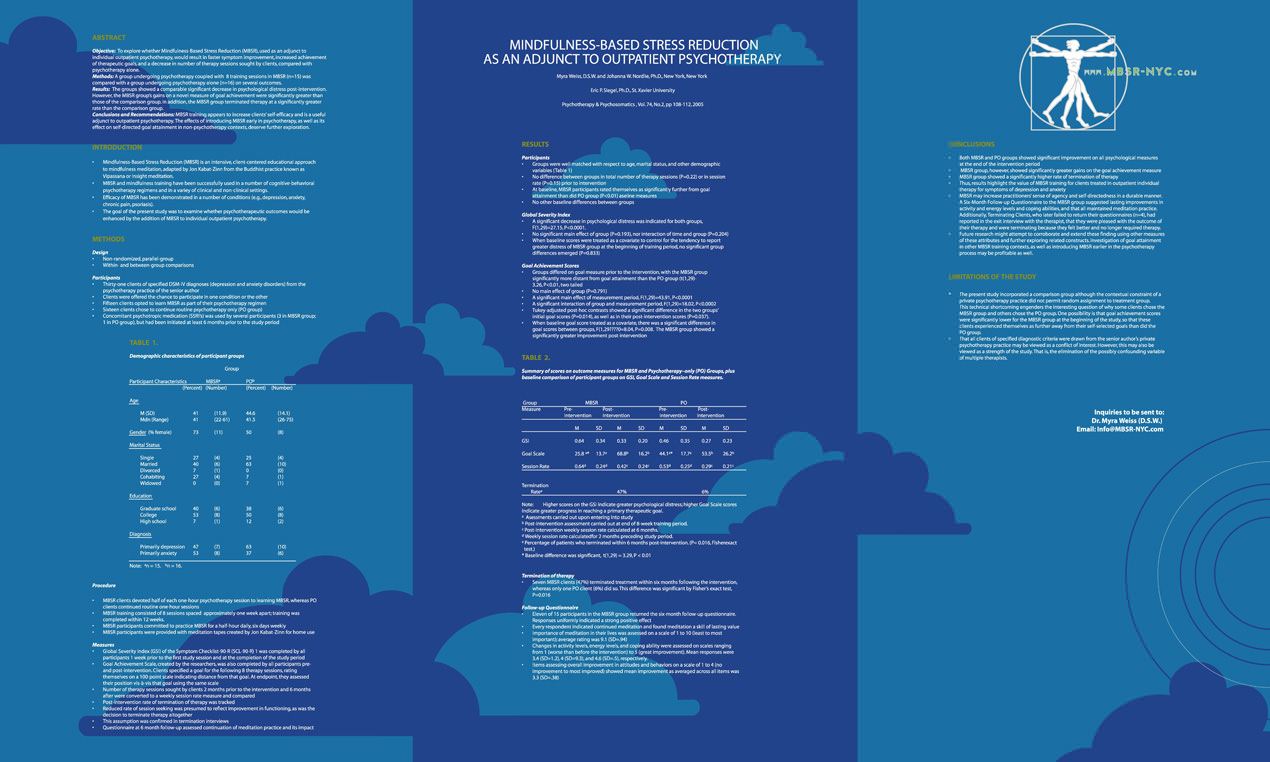 ABSTRACT
Objective: To explore whether Mindfulness Based Stress Reduction (MBSR), used as an adjunct to
individual outpatient psychotherapy, would result in faster symptom improvement, increased achievement
of therapeutic goals, and a decrease in number of therapy sessions sought by clients, compared with
psychotherapy alone.
Methods: A group undergoing psychotherapy coupled with 8 training sessions in MBSR (n=15) was
compared with a group undergoing psychotherapy alone (n=16) on several outcomes.
Results: The groups showed a comparable significant decrease in psychological distress post-intervention.
However, the MBSR group's gains on a novel measure of goal achievement were significantly greater than
those of the comparison group. In addition, the MBSR group terminated therapy at a significantly greater
rate than the comparison group.
Conclusions and Recommendations: MBSR training appears to increase clients' self-efficacy and is a useful
adjunct to psychotherapy. The effects of introducing MBSR early in psychotherapy, as well as its
effect on self-directed goal attainment in non-psychotherapy contexts, deserve further exploration.
INTRODUCTION
• Mindfulness Based Stress Reduction (MBSR) is an intensive, client-centered educational approach
to mindfulness meditation, adapted by Jon Kabat-Zinn from the Buddhist practice known as
Vipassana or insight meditation.
• MBSR and mindfulness training have been successfully used in a number of cognitive-behavioral
psychotherapy regimens and in a variety of clinical and non-clinical settings.
• Efficacy of MBSR has been demonstrated in a number of conditions (e.g., depression, anxiety,
chronic pain, psoriasis).
• The goal of the present study was to examine whether psychotherapeutic outcomes would be
enhanced by the addition of MBSR to individual outpatient psychotherapy.
METHODS
Design
• Non-randomized, parallel-group
• Within- and between-group comparisons
Participants
• Thirty-one clients of specified DSM-IV diagnoses (depression and anxiety disorders) from the
psychotherapy practice of the senior author
• Clients were offered the chance to participate in one condition or the other
• Fifteen clients opted to learn MBSR as part of their psychotherapy regimen
• Sixteen clients chose to continue routine psychotherapy only (PO group)
• Concomitant psychotropic medication (SSRI's) was used by several participants (3 in MBSR group;
1 in PO group), but had been initiated at least 6 months prior to the study period
TABLE 1.
Demographic characteristics of participant groups
Group
Participant Characteristics MBSRᵃ POᵇ
(Percent) (Number) (Percent) (Number)
Age
M (SD) 41 (11.9) 44.6 (14.3)
Mdn (Range) 41 (22-61) 41.5 (26-75)
Gender (% female) 73 (11) 50 (8)
Marital Status
Single 27 (4) 25 (4)
Married 40 (6) 63 (10)
Divorced 7 (1) 0 (0)
Cohabiting 27 (4) 7 (1)
Widowed 0 (0) 7 (1)
Education
Graduate school 40 (6) 38 (6)
College 53 (8) 50 (8)
High school 7 (1) 12 (2)
Diagnosis
Primarily depression 47 (7) 63 (10)
Primarily anxiety 53 (8) 37 (6)
Note: ᵃn = 15. ᵇn = 16.
Procedure
• MBSR clients devoted half of each one hour psychotherapy session to learning MBSR, whereas PO
clients continued routine one hour sessions
• MBSR training consisted of 8 sessions spaced approximately one week apart; training was
completed within 12 weeks.
• MBSR participants committed to practice MBSR for a half-hour daily, six days weekly
• MBSR participants were provided with meditation tapes created by Jon Kabat Zinn for home use
Measures
• Global Severity Index (GSI) of the Symptom Checklist-90-R (SCL-90-R) 1 was completed by all
participants 1 week prior to the first study session and at the completion of the study period
• Goal Achievement Scale, created by the researchers, was also completed by all participants pre-
and post intervention. Clients specified a goal for the following 8 therapy sessions, rating
themselves on a 100 point scale indicating distance from that goal. At endpoint, they assessed
their position vis-à-vis that goal using the same scale
• Number of therapy sessions sought by clients 2 months prior to the intervention and 6 months
after were converted to a weekly session rate measure and compared
• Post-intervention rate of termination of therapy was tracked
• Reduced rate of session seeking was presumed to reflect improvement in functioning, as was the
decision to terminate therapy altogether
• This assumption was confirmed in termination interviews
• Questionnaire at 6 month follow-up assessed continuation of meditation practice and its impact
MINDFULNESS-BASED STRESS REDUCTION
AS AN ADJUNCT TO OUTPATIENT PSYCHOTHERAPY
Myra Weiss, D.S.W. and Johanna W. Nordlie, Ph.D., New York, New York
Eric P. Siegel, Ph.D., St. Xavier University
Psychotherapy & Psychosomatics , Vol. 74, No.2, pp 108-112, 2005
RESULTS
Participants
• Groups were well matched with respect to age, marital status, and other demographic
variables (Table 1)
• No difference between groups in total number of therapy sessions (P=0.22) or in session
rate (P=0.15) prior to intervention
• At baseline, MBSR participants rated themselves as significantly further from goal
attainment than did PO group (P<0.01)
• No other baseline differences between groups
Global Severity Index
• A significant decrease in psychological distress was indicated for both groups,
F(1,29)=27.15, P<0.0001.
• No significant main effect of group (P=0.193), nor interaction of time and group (P=0.204)
• When baseline scores were treated as a covariate to control for the tendency to report
greater distress of MBSR group at the beginning of training period, no significant group
differences emerged (P=0.833)
Goal Achievement Scores
• Groups differed on goal measure prior to the intervention, with the MBSR group
significantly more distant from goal attainment than the PO group (t(1,29)
3.26, P<0.01, two tailed
• No main effect of group (P=0.791)
• A significant main effect of measurement period, F(1,29)=43.91, P<0.0001
• A significant interaction of group and measurement period, F(1,29)=18.02, P<0.0002
• Tukey-adjusted post-hoc contrasts showed a significant difference in the two groups'
initial goal scores (P=0.014), as well as in their post-intervention scores (P=0.037).
• When baseline goal score treated as a covariate, there was significant difference in
goal scores between groups, F(1,29)????=8.04, P=0.008. The MBSR group showed a
significantly greater improvement post-intervention
TABLE 2.
Summary of scores on outcome measures for MBSR and Psychotherapy-only (PO) Groups, plus
baseline comparison of participant groups on GSI, Goal Scale and Session Rate measures.
Group MBSR PO
Measure Pre- Post- Pre- Post-
intervention intervention intervention intervention
M SD M SD M SD M SD
GSI 0.64 0.34 0.33 0.20 0.46 0.35 0.27 0.23
Goal Scale 25.8 ᵃ* 13.7ᵃ 68.8ᵇ 16.2ᵇ 44.1ᵃ* 17.7ᵃ 53.5ᵇ 26.2ᵇ
Session Rate 0.64ᵈ 0.24ᵈ 0.42ᶜ 0.24ᶜ 0.53ᵈ 0.25ᵈ 0.29ᶜ 0.21ᶜ
Termination
Rateᵉ 47% 6%
Note: Higher scores on the GSI indicate greater psychological distress; higher Goal Scale scores
indicate greater progress in reaching a primary therapeutic goal.
ᵃ Assesments carried out upon entering into study
ᵇ Post-intervention assessment carried out at end of 8-week training period.
ᶜ Post-intervention weekly session rate calculated at 6 months.
ᵈ Weekly session rate calculatedfor 2 months preceding study period.
ᵉ Percentage of patients who terminated within 6 months post-intervention. (P= 0.016, Fisherexact
test.)
* Baseline difference was significant, t(1,29) = 3.29, P < 0.01
Termination of therapy
• Seven MBSR clients (47%) terminated treatment within six months following the intervention,
whereas only one PO client (6%) did so. This difference was significant by Fisher's exact test,
P=0.016
Follow-up Questionnaire
• Eleven of 15 participants in the MBSR group returned the six month follow-up questionnaire.
Responses uniformly indicated a strong positive effect
• Every respondent indicated continued meditation and found meditation a skill of lasting value
• Importance of meditation in their lives was assessed on a scale of 1 to 10 (least to most
important); average rating was 9.1 (SD=.94)
• Changes in activity levels, energy levels, and coping ability were assessed on scales ranging
from 1 (worse than before the intervention) to 5 (great improvement). Mean responses were
3.4 (SD=1.2), 4 (SD=9.3), and 4.6 (SD=.5), respectively.
• Items assessing overall improvement in attitudes and behaviors on a scale of 1 to 4 (no
improvement to most improved) showed mean improvement as averaged across all items was
3.3 (SD=.38)
www.MBSR-NYC.com
CONCLUSIONS
• Both MBSR and PO groups showed significant improvement on all psychological measures
at the end of the intervention period
• MBSR group, however, showed significantly greater gains on the goal achievement measure
• MBSR group showed a significantly higher rate of termination of therapy
• Thus, results highlight the value of MBSR training for clients treated in outpatient individual
therapy for symptoms of depression and anxiety
• MBSR may increase practicioners' sense of agency and self-directedness in a durable manner.
A Six-Month Follow-up Questionnaire to the MBSR group suggested lasting improvements in
activity and energy levels and coping abilities, and that all maintained meditation practice.
Additionally, Terminating Clients, who later failed to return their questionnaires (n=4), had
reported in the exit interview with the therapist, that they were pleased with the outcome of
their therapy and were terminating because they felt better and no longer required therapy.
• Future research might attempt to corroborate and extend these finding using other measures
of these attributes and further exploring related constructs. Investigation of goal attainment
in other MBSR training contexts, as well as introducing MBSR earlier in the psychotherapy
process may be profitable as well.
LIMITATIONS OF THE STUDY
• The present study incorporated a comparison group although the contextual constraint of a
private psychotherapy practice did not permit random assignment to treatment group.
This technical shortcoming engenders the interesting question of why some clients chose the
MBSR group and others chose the PO group. One possibility is that goal achievement scores
were significantly lower for the MBSR group at the beginning of the study, so that these
clients experienced themselves as further away from their self-selected goals than did the
PO group.
• That all clients of specified diagnostic criteria were drawn from the senior author's private
psychotherapy practice may be viewed as a conflict of interest. However, this may also be
viewed as a strength of the study. That is, the elimination of the possibly confounding variable
of multiple therapists.
Inquiries to be sent to:
Dr. Myra Weiss (D.S.W.)
Email: Info@MBSR-NYC.com